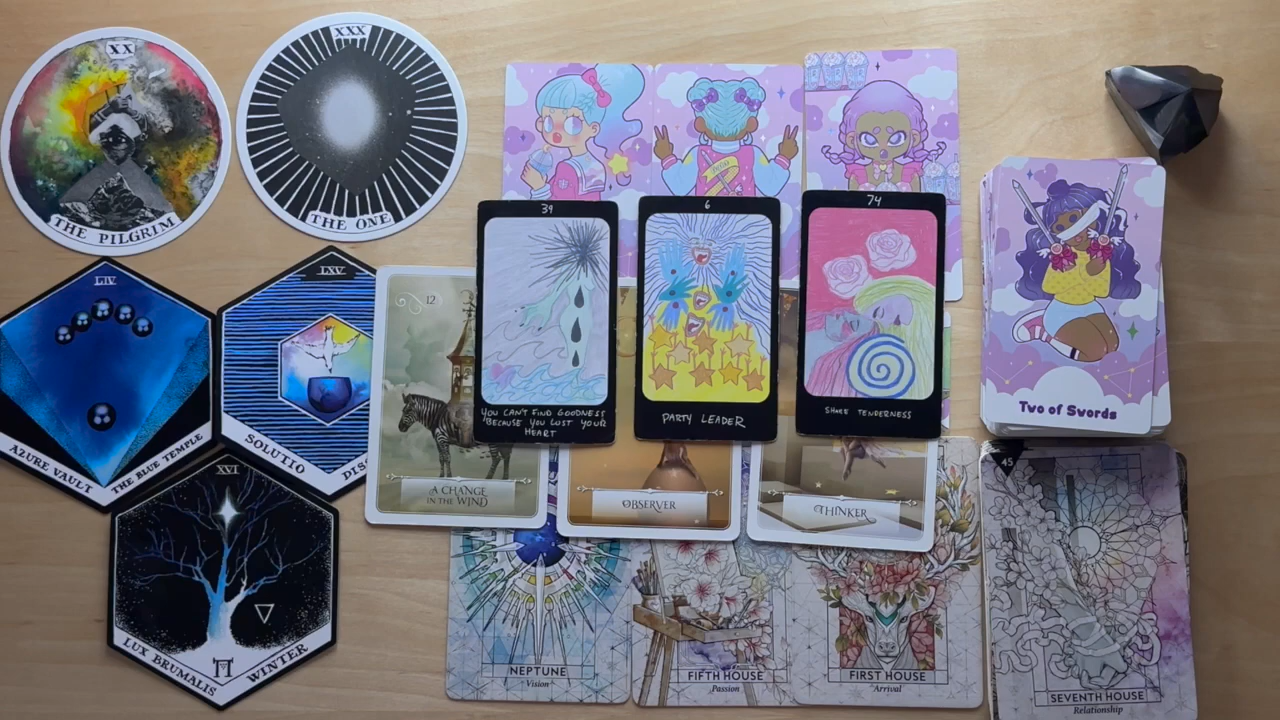 XX
THE PILGRIM
XXX
THE ONE
LIV
AZURE VAULT
THE BLUE TEMPLE
LXV
SOLUTIO
XVI
LUX BRUMALIS
WINTER
12
A CHANGE
IN THE WIND
OBSERVER
THINKER
39
YOU CAN'T FIND GOODNESS
BECAUSE YOU LOST YOUR
HEART
6
PARTY LEADER
74
SHARE TENDERNESS
Two of Swords
NEPTUNE
Vision
FIFTH HOUSE
Passion
FIRST HOUSE
Arrival
45
SEVENTH HOUSE
Relationship